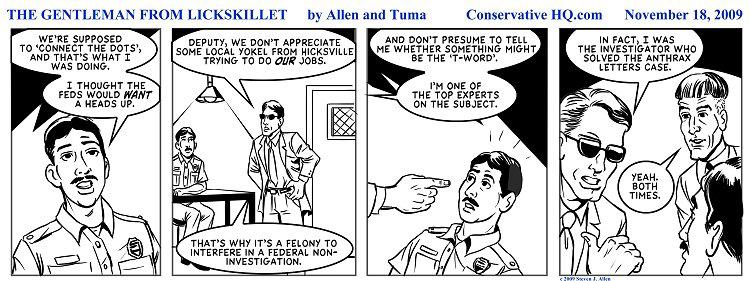 THE GENTLEMAN FROM LICKSKILLET by Allen and Tuma Conservative HQ.com November 18, 2009
WE'RE SUPPOSED
TO 'CONNECT THE DOTS',
AND THAT'S WHAT I
WAS DOING.
I THOUGHT THE
FEDS WOULD WANT
A HEADS UP.
DEPUTY, WE DON'T APPRECIATE
SOME LOCAL YOKEL FROM HICKSVILLE
TRYING TO DO OUR JOBS.
THAT'S WHY IT'S A FELONY TO
INTERFERE IN A FEDERAL NON-
INVESTIGATION.
AND DON'T PRESUME TO TELL
ME WHETHER SOMETHING MIGHT
BE THE 'T-WORD'.
I'M ONE OF
THE TOP EXPERTS
ON THE SUBJECT.
IN FACT, I WAS
THE INVESTIGATOR WHO
SOLVED THE ANTHRAX
LETTERS CASE.
YEAH.
BOTH
TIMES.
c 2009 Steven J. Allen